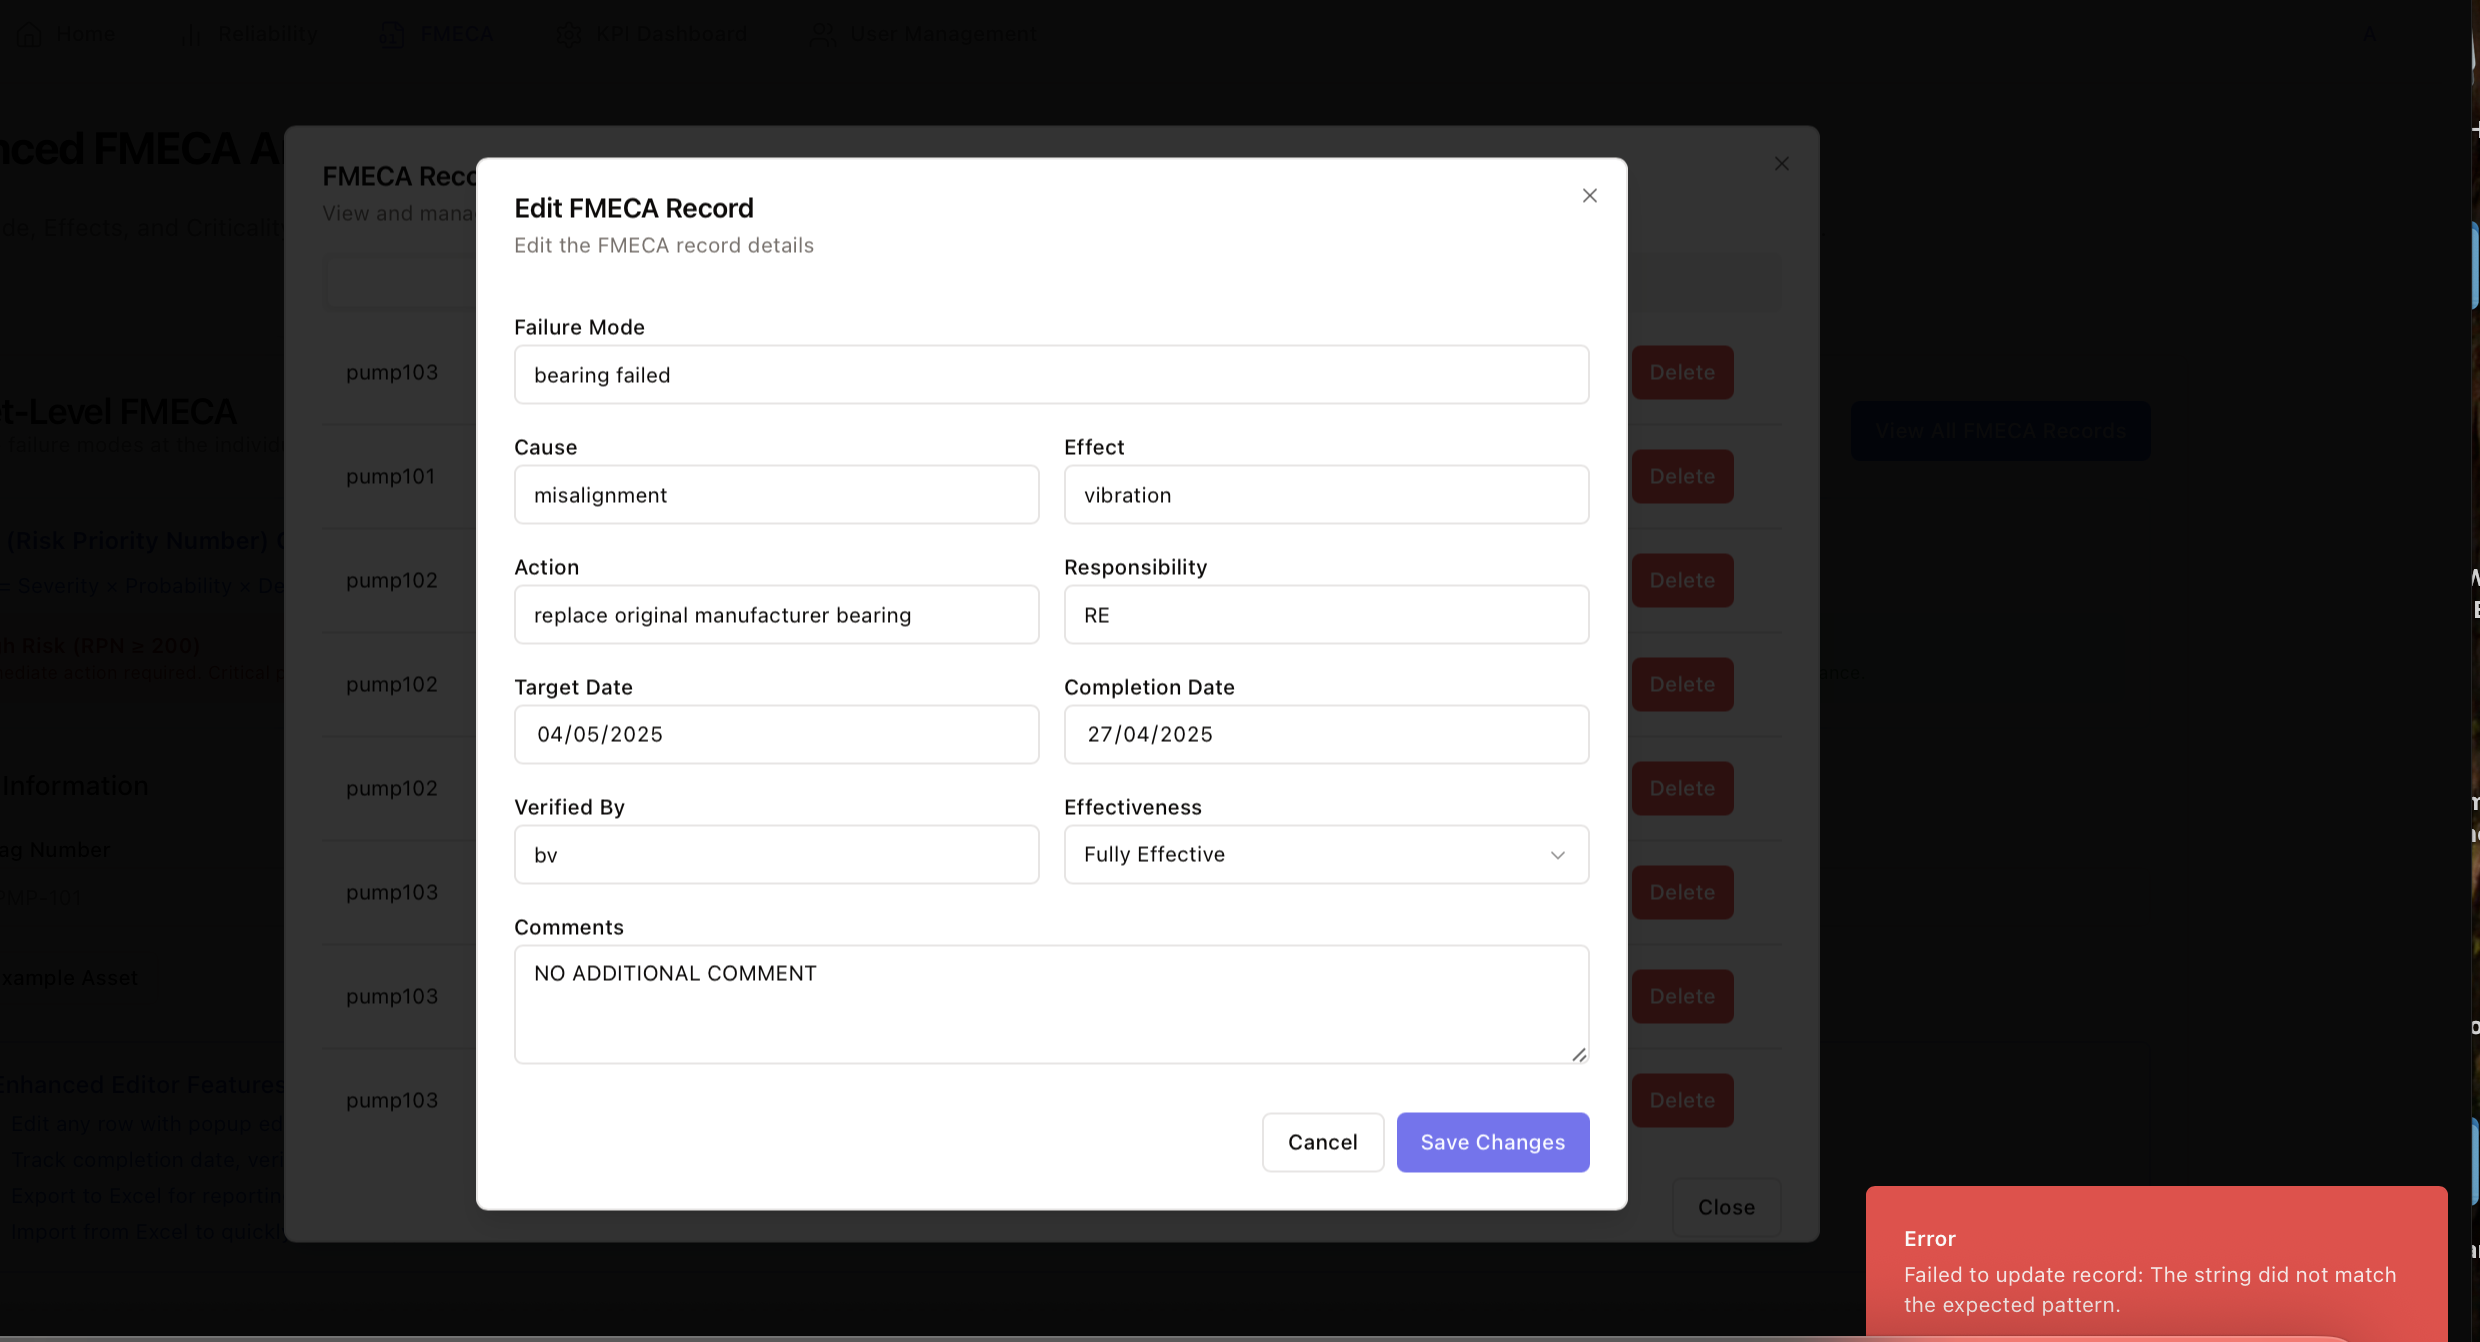 Home Reliability FMECA KPI Dashboard User Management A
nced FMECA A
de, Effects, and Criticality
FMECA Reco
View and mana
Edit FMECA Record
Edit the FMECA record details
Failure Mode
bearing failed
Cause Effect
misalignment vibration
Action Responsibility
replace original manufacturer bearing RE
Target Date Completion Date
04/05/2025 27/04/2025
Verified By Effectiveness
bv Fully Effective
Comments
NO ADDITIONAL COMMENT
Cancel Save Changes
pump103 Delete
pump101 Delete
pump102 Delete
pump102 Delete
pump102 Delete
pump103 Delete
pump103 Delete
pump103 Delete
Close
View All FMECA Records
t-Level FMECA
failure modes at the individ
(Risk Priority Number)
= Severity × Probability × De
h Risk (RPN ≥ 200)
mediate action required. Critical
ance.
Information
ag Number
PMP-101
xample Asset
Enhanced Editor Features
Edit any row with popup ed
Track completion date, veri
Export to Excel for reportin
Import from Excel to quickl
Error
Failed to update record: The string did not match
the expected pattern.